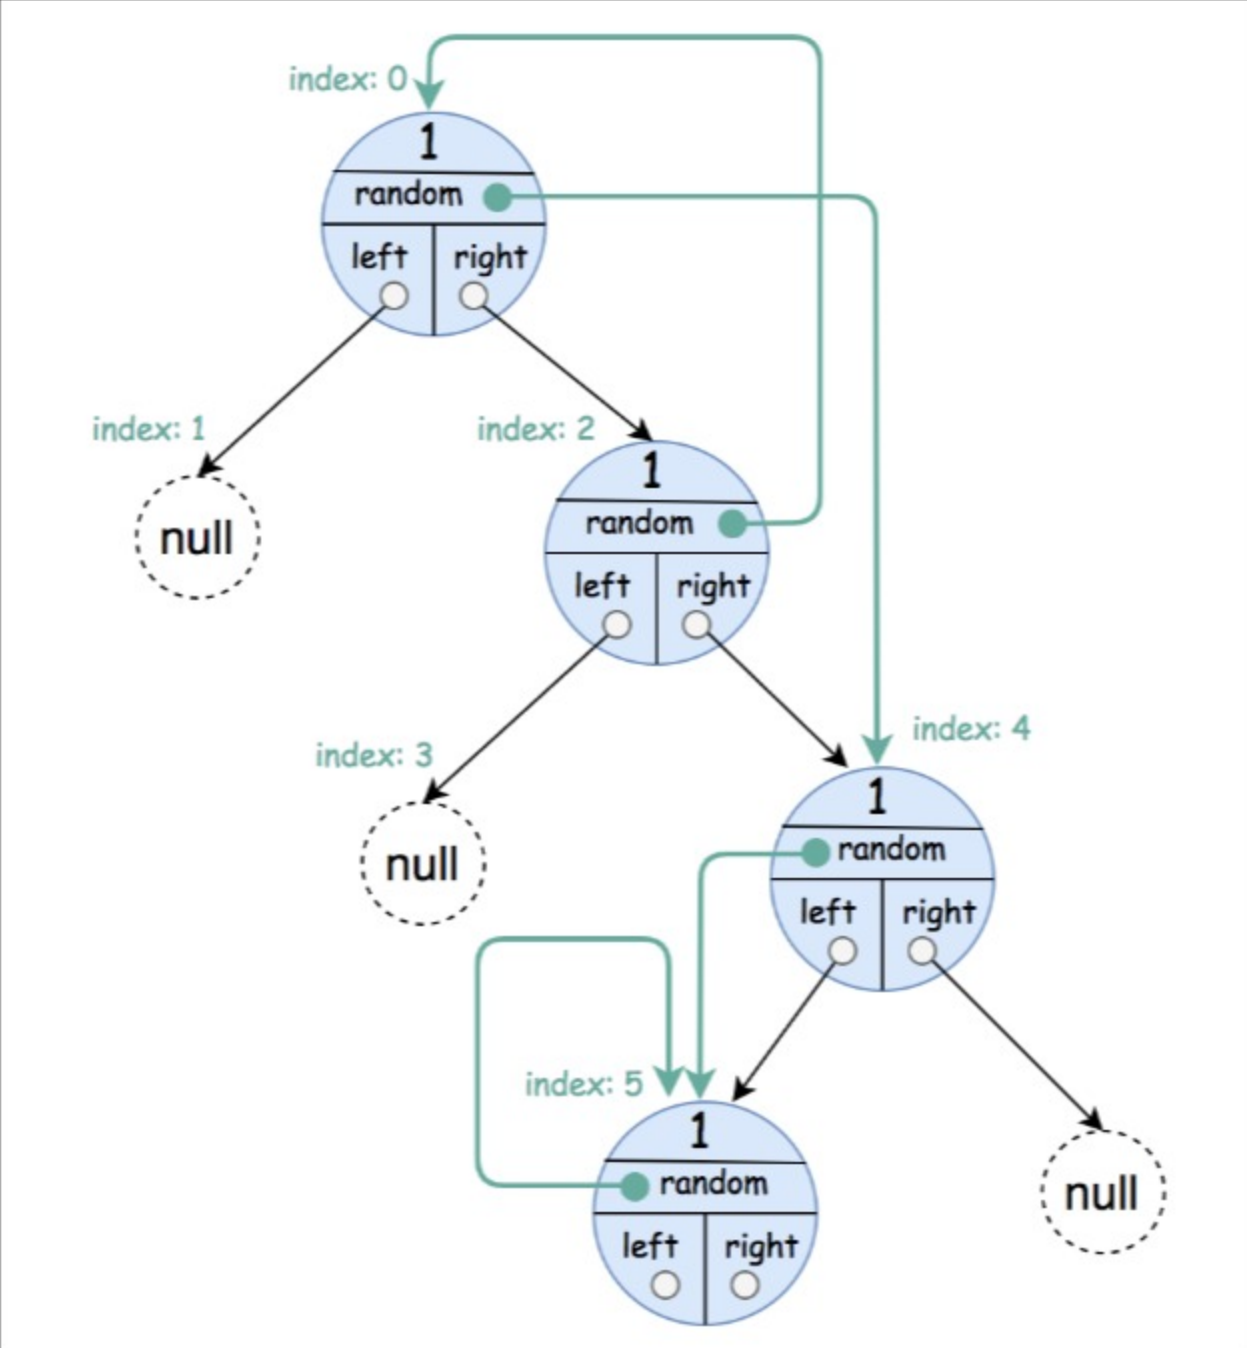 index: 0
1
random
left right
index: 1
null
index: 2
1
random
left right
index: 3
null
index: 4
1
random
left right
index: 5
1
random
left right
null